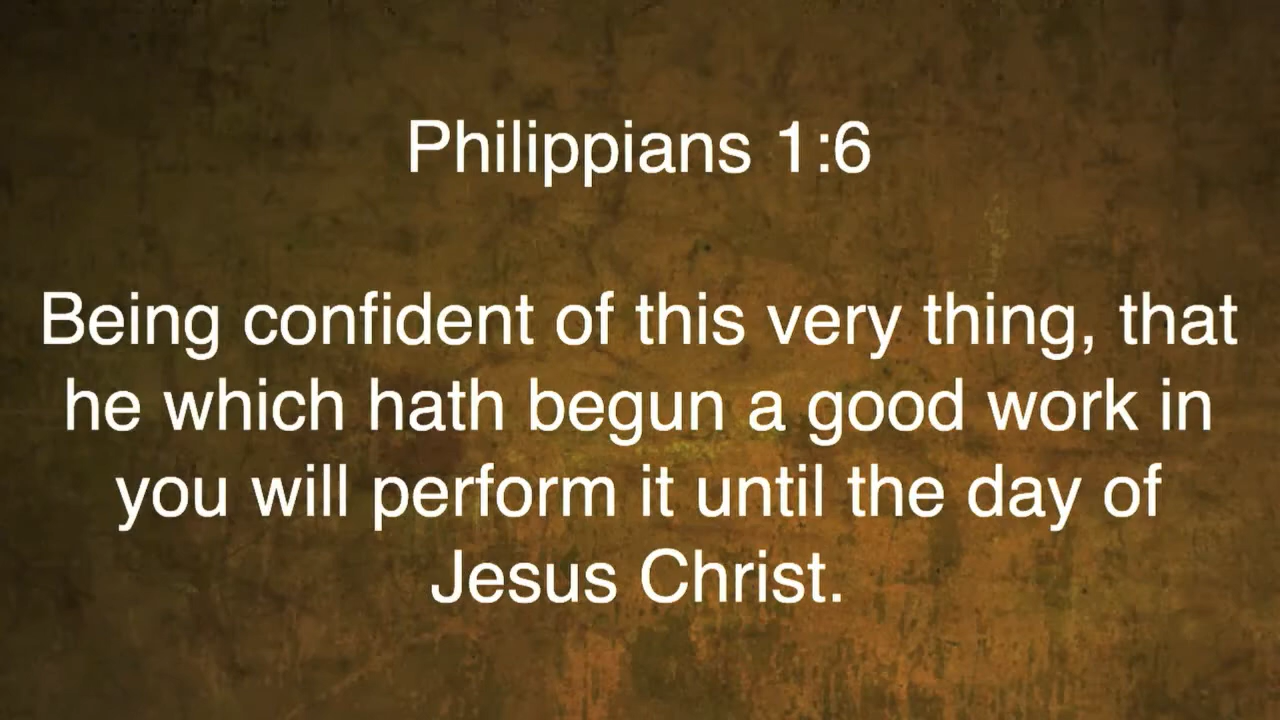 Philippians 1:6
Being confident of this very thing, that
he which hath begun a good work in
you will perform it until the day of
Jesus Christ.